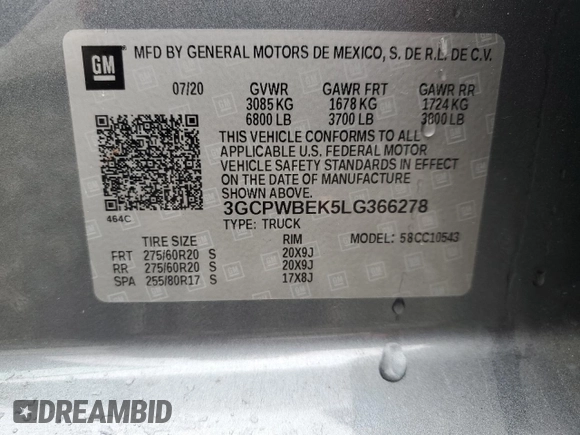 GM
MFD BY GENERAL MOTORS DE MEXICO, S. DE R.L. DE C.V.
07/20 GVWR GAWR FRT GAWR RR
3085 KG 1678 KG 1724 KG
6800 LB 3700 LB 3800 LB
THIS VEHICLE CONFORMS TO ALL
APPLICABLE U.S. FEDERAL MOTOR
VEHICLE SAFETY STANDARDS IN EFFECT
ON THE DATE OF MANUFACTURE
SHOWN ABOVE.
464C
3GCPWBEK5LG366278
TYPE: TRUCK MODEL: 58CC10543
TIRE SIZE RIM
FRT 275/60R20 S 20X9J
RR 275/60R20 S 20X9J
SPA 255/80R17 S 17X8J
DREAMBID